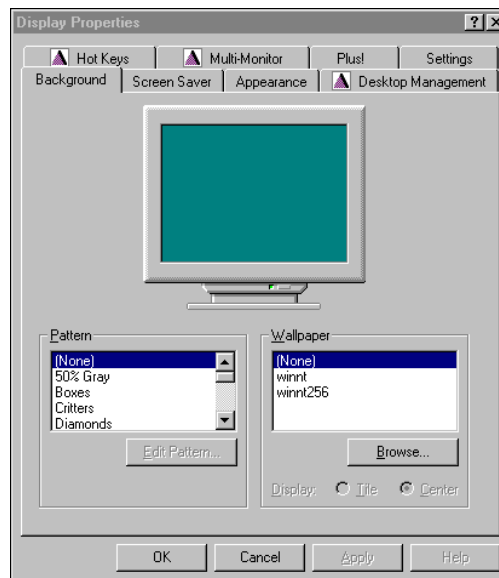 Display Properties
Hot Keys Multi-Monitor Plus! Settings
Background Screen Saver Appearance Desktop Management
Pattern Wallpaper
(None) (None)
50% Gray winnt
Boxes winnt256
Critters
Diamonds
Edit Pattern... Browse...
Display: Tile Center
OK Cancel Apply Help